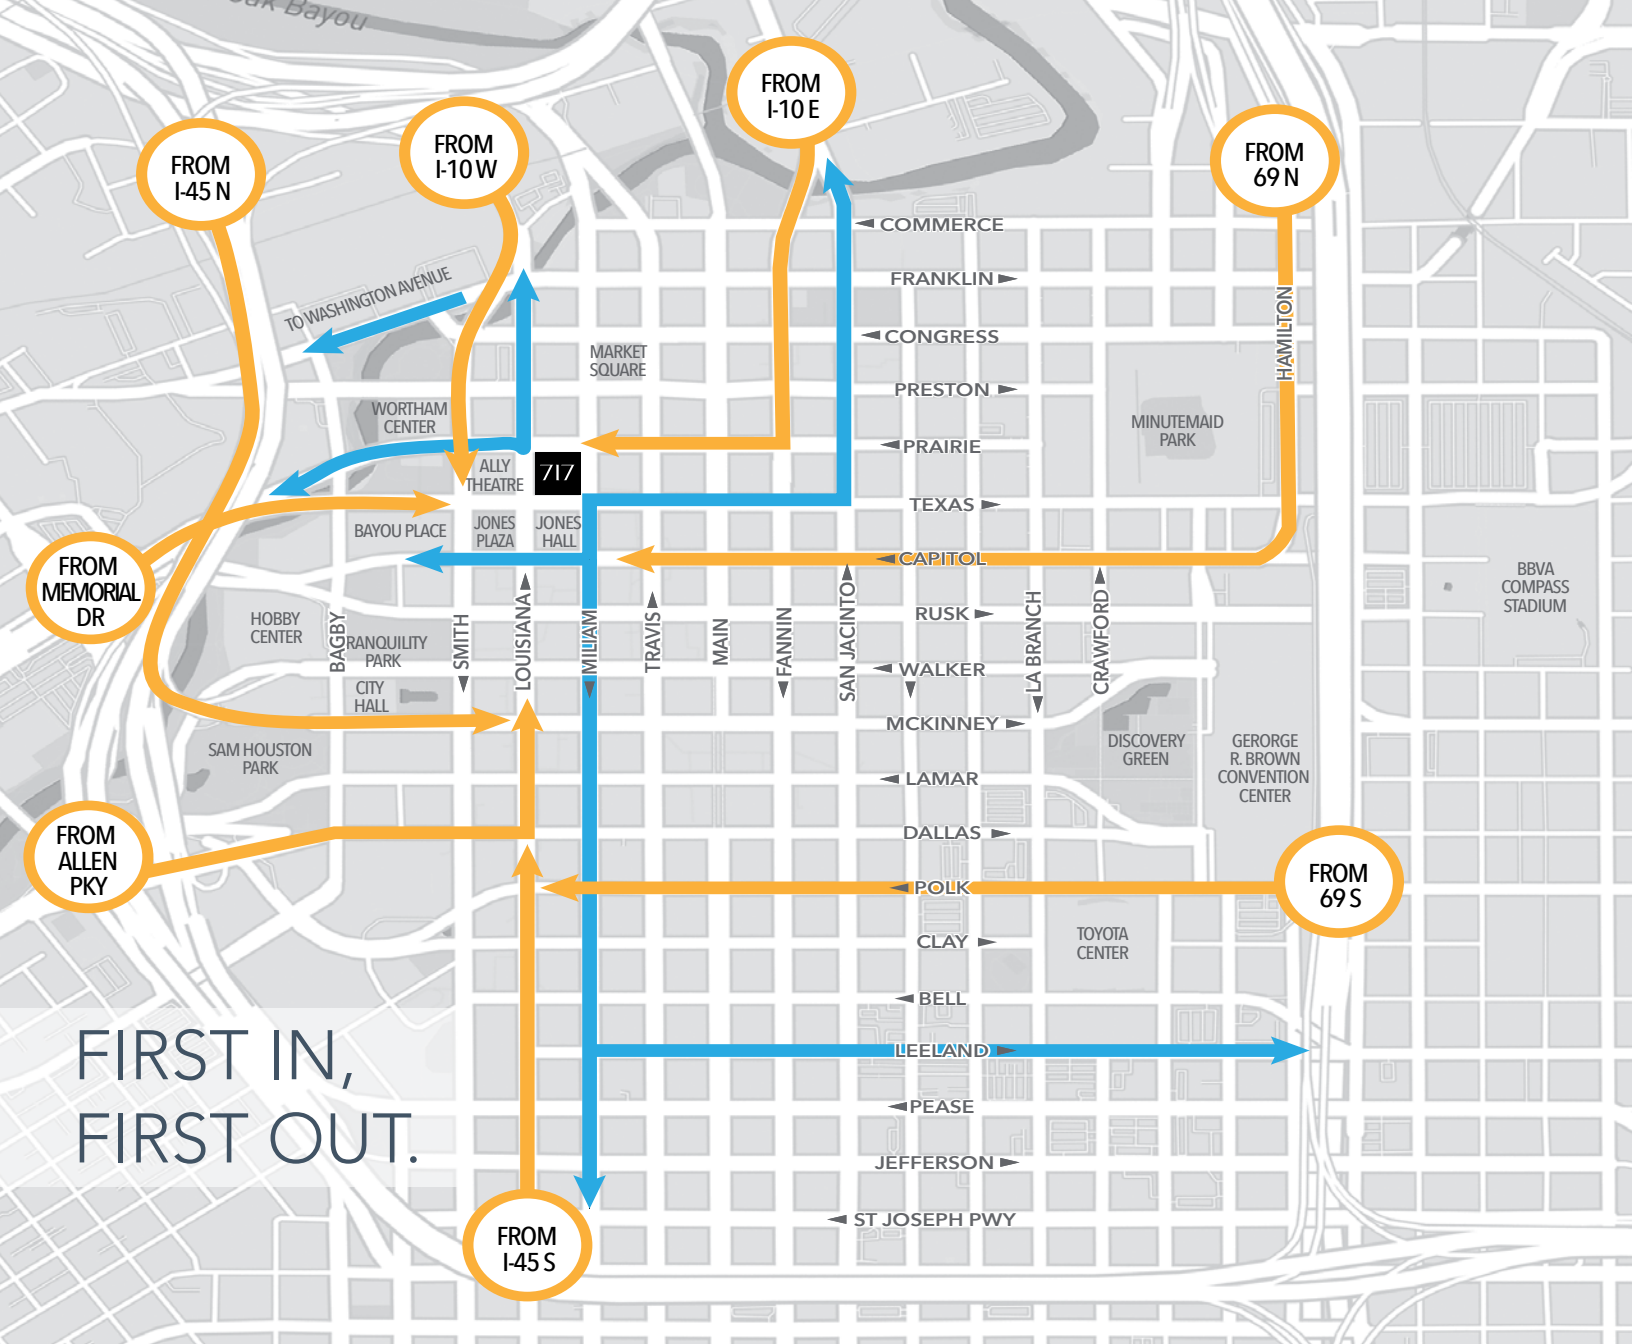 Oak Bayou
FROM
I-10 E
FROM
I-10 W
FROM
I-45 N
FROM
69 N
COMMERCE
FRANKLIN
TO WASHINGTON AVENUE
HAMILTON
CONGRESS
MARKET
SQUARE
PRESTON
WORTHAM
CENTER
MINUTEMAID
PARK
PRAIRIE
ALLY
THEATRE
717
TEXAS
BAYOU PLACE
JONES
PLAZA
JONES
HALL
CAPITOL
FROM
MEMORIAL
DR
BBVA
COMPASS
STADIUM
HOBBY
CENTER
BAGBY
RANQUILITY
PARK
SMITH
LOUISIANA
MILIAM
TRAVIS
MAIN
FANNIN
SAN JACINTO
RUSK
LA BRANCH
CRAWFORD
WALKER
CITY
HALL
MCKINNEY
SAM HOUSTON
PARK
DISCOVERY
GREEN
GERORGE
R. BROWN
CONVENTION
CENTER
LAMAR
FROM
ALLEN
PKY
DALLAS
FROM
69 S
POLK
CLAY
TOYOTA
CENTER
BELL
FIRST IN,
FIRST OUT.
LEELAND
PEASE
JEFFERSON
ST JOSEPH PWY
FROM
I-45 S